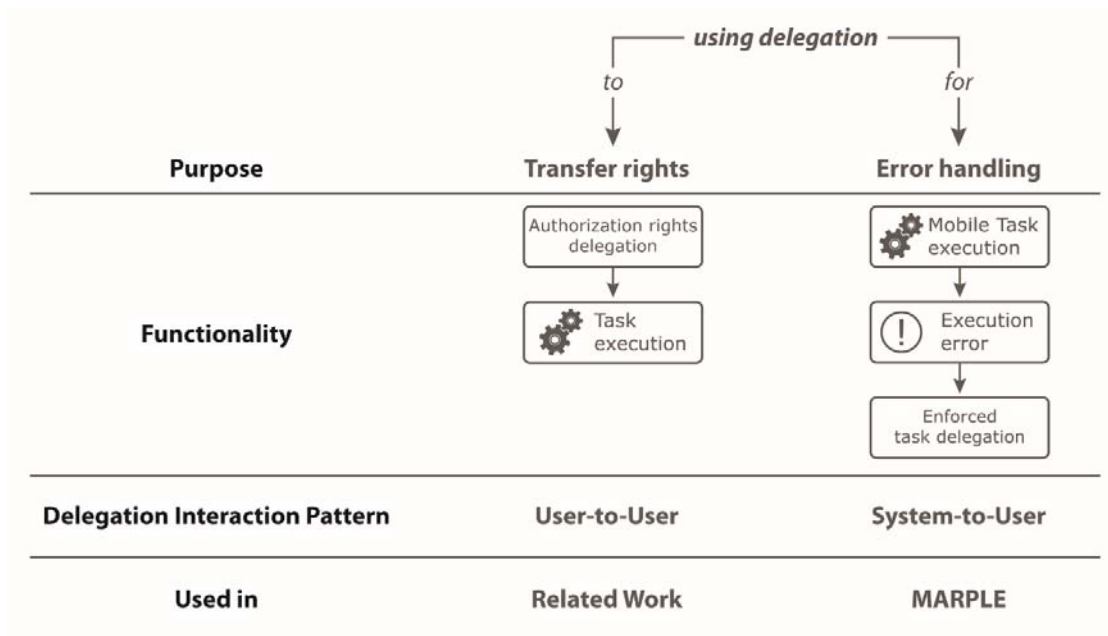 using delegation
to
for
Purpose
Transfer rights
Error handling
Functionality
Authorization rights
delegation
Task
execution
Mobile Task
execution
!
Execution
error
Enforced
task delegation
Delegation Interaction Pattern
User-to-User
System-to-User
Used in
Related Work
MARPLE